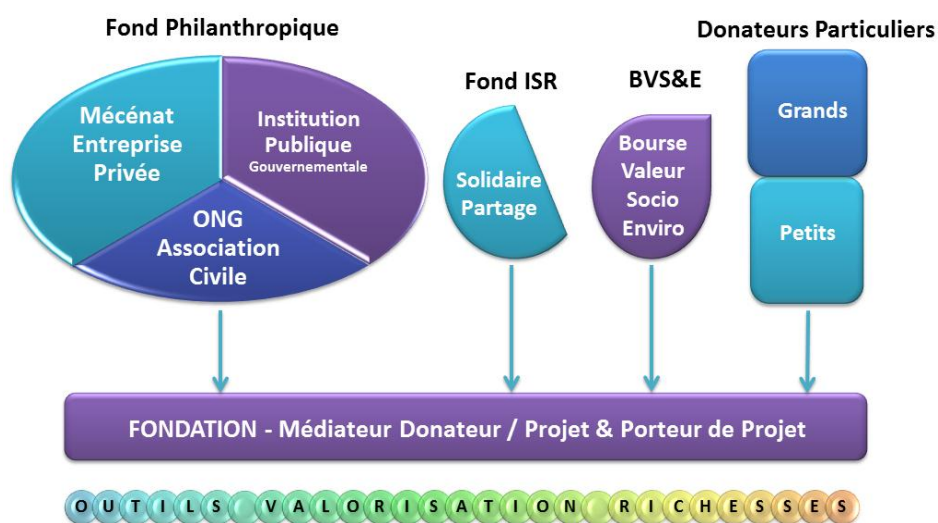 Fond Philanthropique
Mécénat
Entreprise
Privée
Institution
Publique
Gouvernementale
ONG
Association
Civile
Fond ISR
Solidaire
Partage
BVS&E
Bourse
Valeur
Socio
Enviro
Donateurs Particuliers
Grands
Petits
FONDATION - Médiateur Donateur / Projet & Porteur de Projet
OUTILS VALORISATION RICHESSES